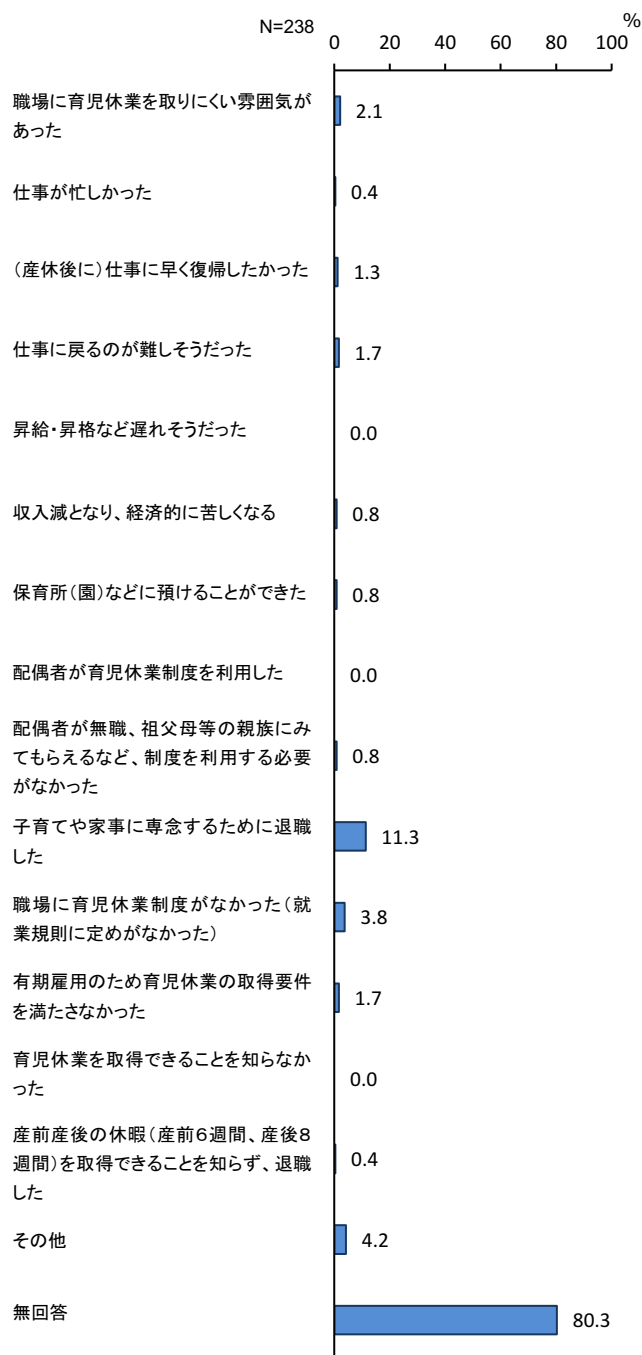 N=238
%
0 20 40 60 80 100
職場に育児休業を取りにくい雰囲気が
あった
2.1
仕事が忙しかった
0.4
（産休後に）仕事に早く復帰したかった
1.3
仕事に戻るのが難しそうだった
1.7
昇給・昇格など遅れそうだった
0.0
収入減となり、経済的に苦しくなる
0.8
保育所（園）などに預けることができた
0.8
配偶者が育児休業制度を利用した
0.0
配偶者が無職、祖父母等の親族にみ
てもらえるなど、制度を利用する必要
がなかった
0.8
子育てや家事に専念するために退職
した
11.3
職場に育児休業制度がなかった（就
業規則に定めがなかった）
3.8
有期雇用のため育児休業の取得要件
を満たさなかった
1.7
育児休業を取得できることを知らなか
った
0.0
産前産後の休暇（産前６週間、産後８
週間）を取得できることを知らず、退職
した
0.4
その他
4.2
無回答
80.3